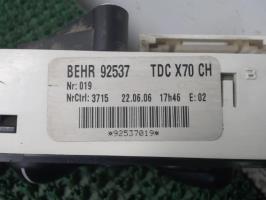 BEHR 92537 TDC X70 CH
Nr: 019
NrCtrl: 3715 22.06.06 17h46 E: 02
*92537019*
B